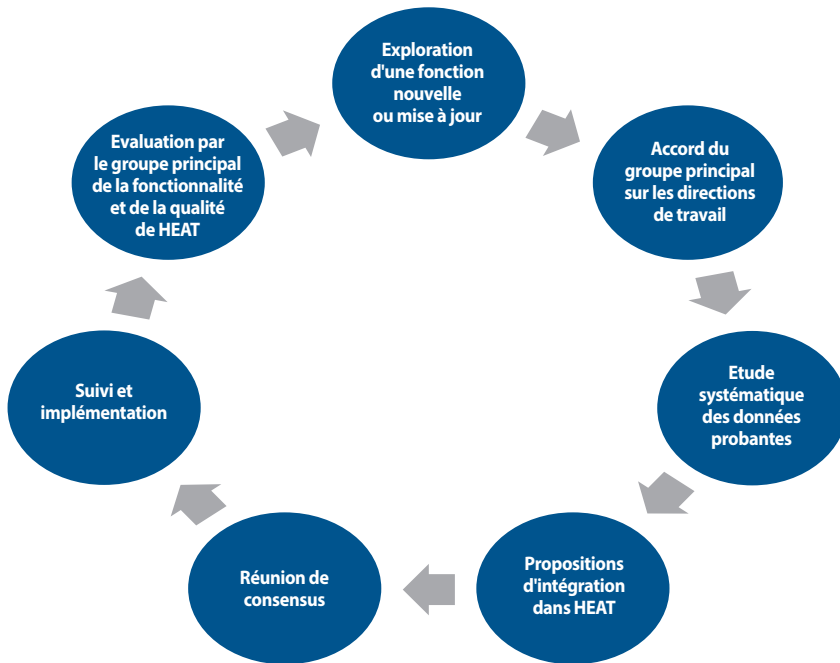 Exploration
d'une fonction
nouvelle
ou mise à jour
Accord du
groupe principal
sur les directions
de travail
Etude
systématique
des données
probantes
Propositions
d'intégration
dans HEAT
Réunion de
consensus
Suivi et
implémentation
Evaluation par
le groupe principal
de la fonctionnalité
et de la qualité
de HEAT